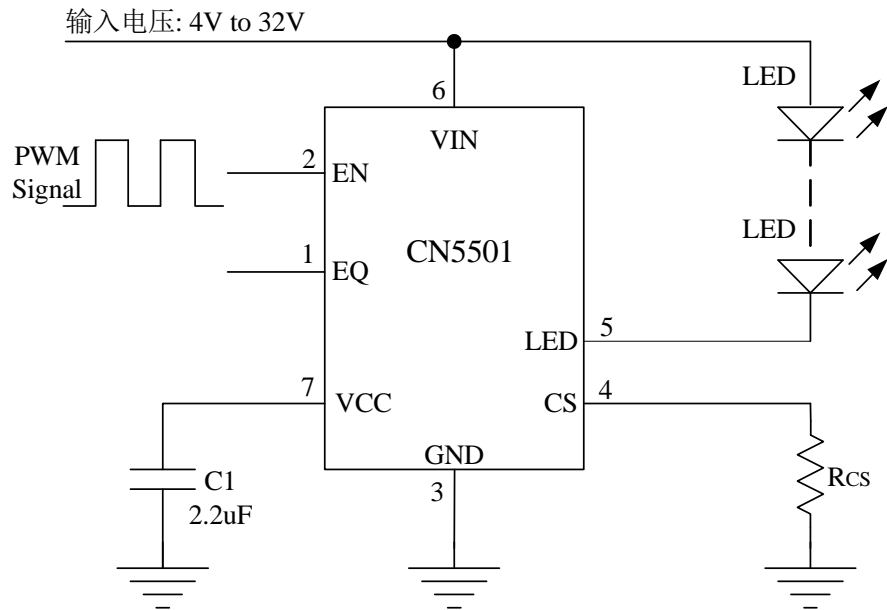 输入电压: 4V to 32V
6
LED
VIN
PWM
Signal
2
EN
CN5501
LED
1
EQ
LED
5
7
VCC
CS
4
GND
3
C1
2.2uF
RCS